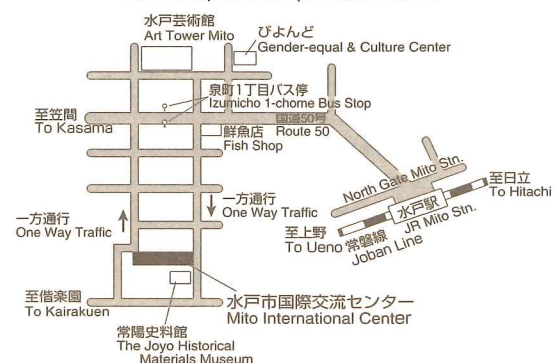 水戸芸術館
Art Tower Mito
びよんど
Gender-equal & Culture Center
泉町1丁目バス停
Izumicho 1-chome Bus Stop
至笠間
To Kasama
国道50号
Route 50
鮮魚店
Fish Shop
North Gate Mito Stn.
至日立
To Hitachi
水戸駅
JR Mito Stn.
一方通行
One Way Traffic
一方通行
One Way Traffic
至上野
To Ueno
常磐線
Joban Line
至偕楽園
To Kairakuen
水戸市国際交流センター
Mito International Center
常陽史料館
The Joyo Historical
Materials Museum